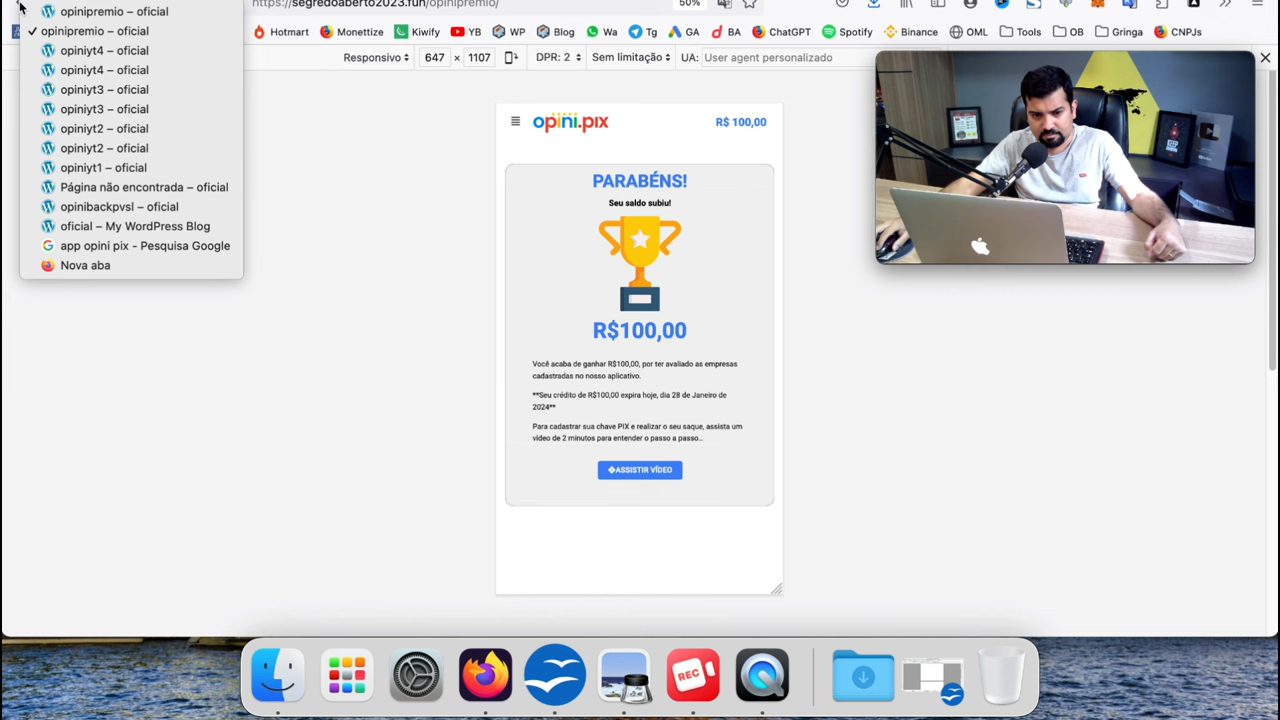 opinipremio – oficial
https://segredoaberto2023.fun/opinipremio/
50%
✓ opinipremio – oficial
opiniyt4 – oficial
opiniyt4 – oficial
opiniyt3 – oficial
opiniyt3 – oficial
opiniyt2 – oficial
opiniyt2 – oficial
opiniyt1 – oficial
Página não encontrada – oficial
opinibackpvsl – oficial
oficial – My WordPress Blog
app opini pix - Pesquisa Google
Nova aba
Hotmart Monettize Kiwify YB WP Blog Wa Tg GA BA ChatGPT Spotify Binance OML Tools OB Gringa CNPJs
Responsivo 647 × 1107 DPR: 2 Sem limitação UA: User agent personalizado
opini.pix R$ 100,00
PARABÉNS!
Seu saldo subiu!
R$100,00
Você acaba de ganhar R$100,00, por ter avaliado as empresas
cadastradas no nosso aplicativo.
**Seu crédito de R$100,00 expira hoje, dia 28 de Janeiro de
2024**
Para cadastrar sua chave PIX e realizar o seu saque, assista um
vídeo de 2 minutos para entender o passo a passo...
ASSISTIR VÍDEO
REC